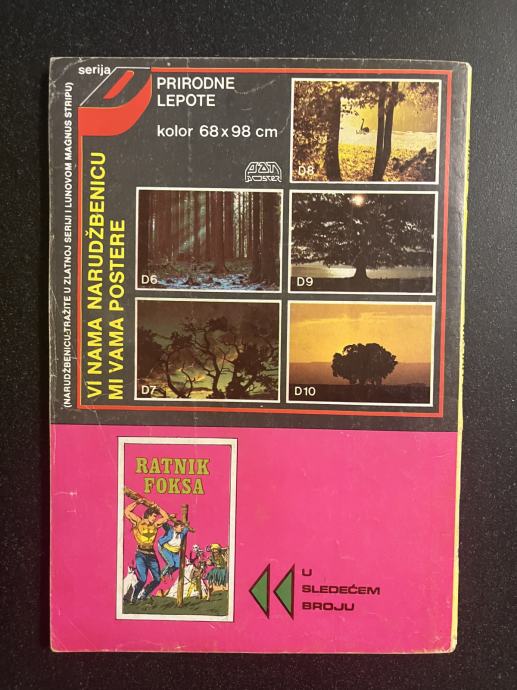 serija
D
PRIRODNE
LEPOTE
kolor 68 x 98 cm
POSTER
(NARUDŽBENICU TRAŽITE U ZLATNOJ SERIJI I LUNOVOM MAGNUS STRIPU)
VI NAMA NARUDŽBENICU
MI VAMA POSTERE
D8
D6
D9
D7
D10
RATNIK
FOKSA
U
SLEDEĆEM
BROJU